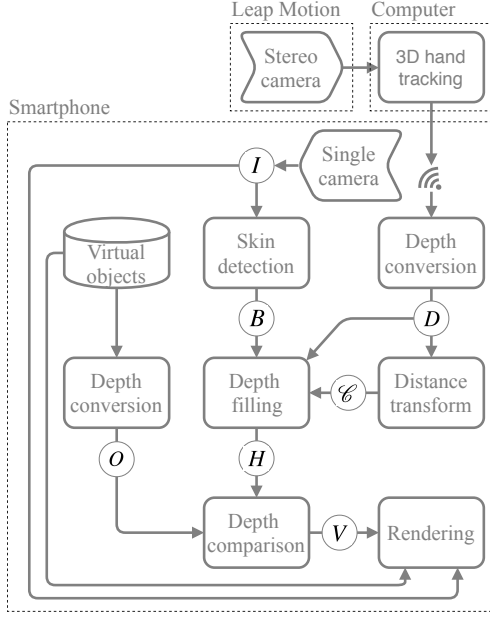 Leap Motion
Computer
Stereo
camera
3D hand
tracking
Smartphone
I
Single
camera
Virtual
objects
Skin
detection
Depth
conversion
B
D
Depth
conversion
Depth
filling
𝒞
Distance
transform
O
H
Depth
comparison
V
Rendering